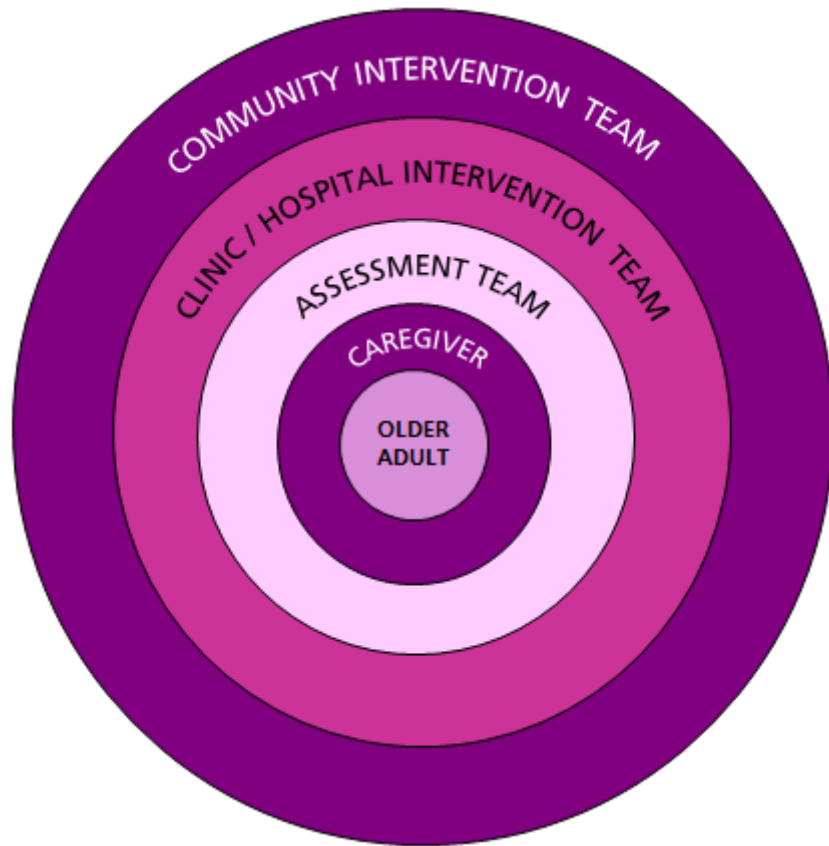 COMMUNITY INTERVENTION TEAM
CLINIC / HOSPITAL INTERVENTION TEAM
ASSESSMENT TEAM
CAREGIVER
OLDER
ADULT